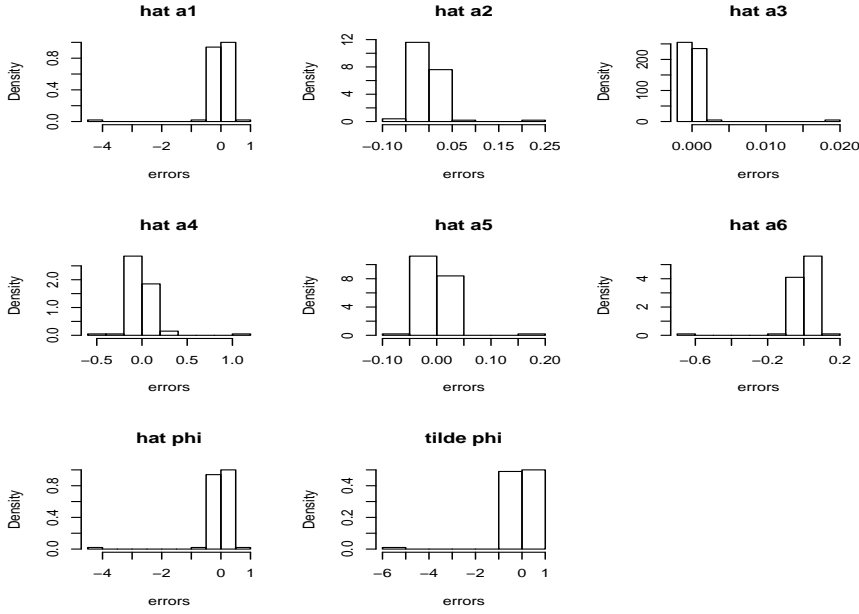 hat a1
Density
0.0 0.4 0.8
−4 −2 0 1
errors
hat a2
Density
0 4 8 12
−0.10 0.05 0.15 0.25
errors
hat a3
Density
0 100 200
0.000 0.010 0.020
errors
hat a4
Density
0.0 1.0 2.0
−0.5 0.0 0.5 1.0
errors
hat a5
Density
0 4 8
−0.10 0.00 0.10 0.20
errors
hat a6
Density
0 2 4
−0.6 −0.2 0.2
errors
hat phi
Density
0.0 0.4 0.8
−4 −2 0 1
errors
tilde phi
Density
0.0 0.2 0.4
−6 −4 −2 0 1
errors